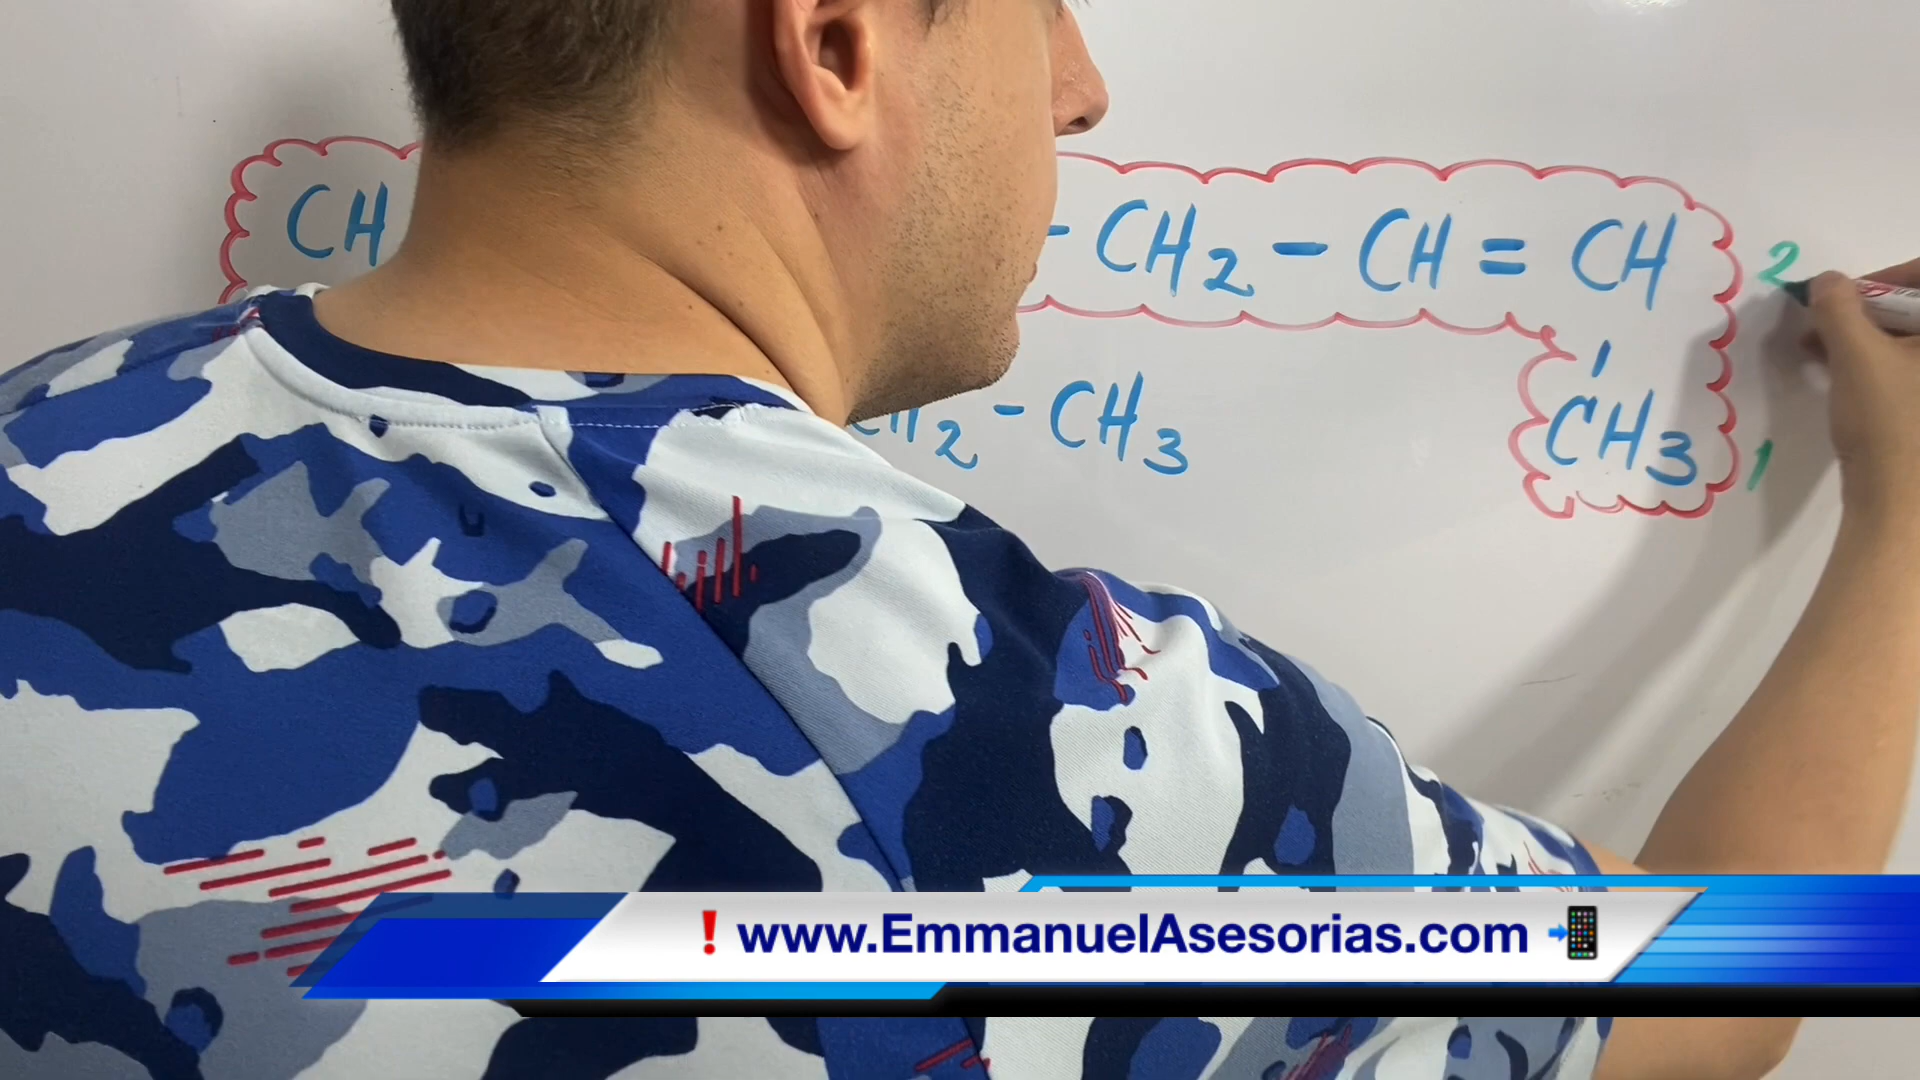 CH - CH2 - CH = CH 2
CH2 - CH3 CH3 1
❗ www.EmmanuelAsesorias.com 📲